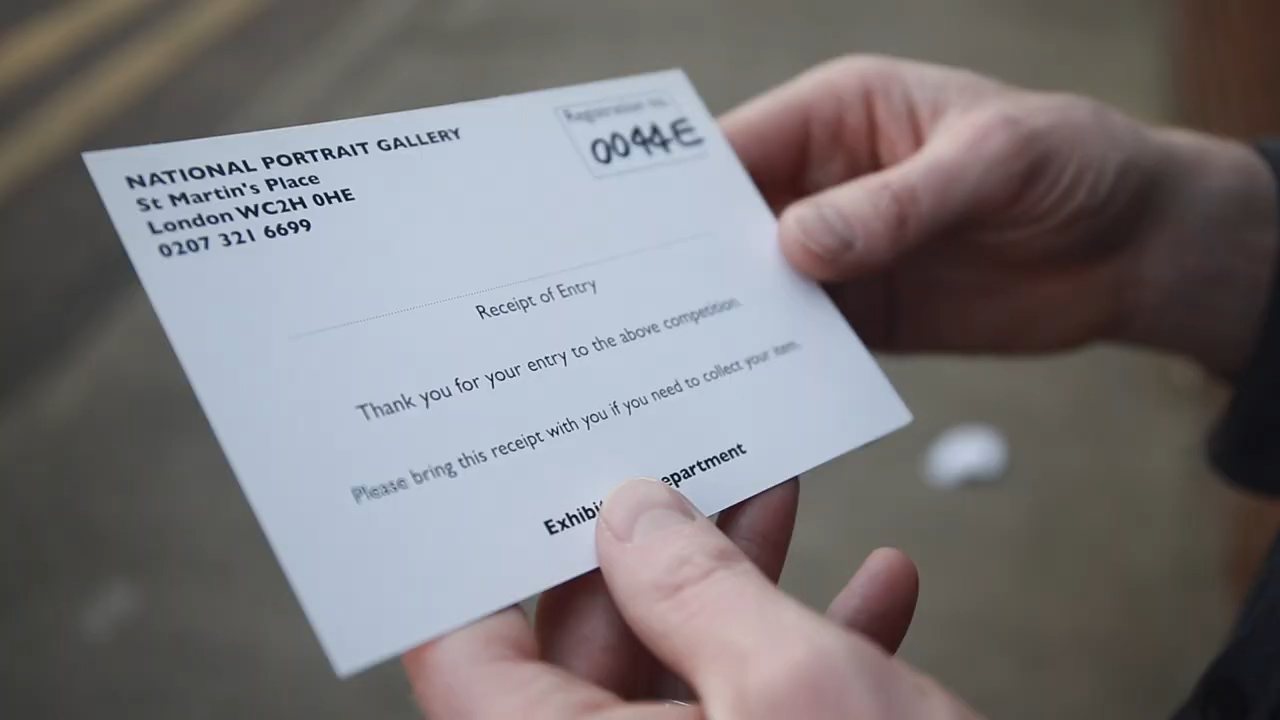 NATIONAL PORTRAIT GALLERY
St Martin's Place
London WC2H 0HE
0207 321 6699
Registration no.
0044E
Receipt of Entry
Thank you for your entry to the above competition.
Please bring this receipt with you if you need to collect your item.